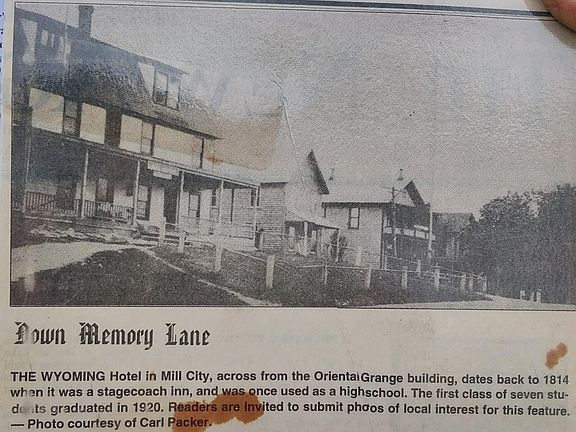 Down Memory Lane
THE WYOMING Hotel in Mill City, across from the Oriental Grange building, dates back to 1814
when it was a stagecoach inn, and was once used as a highschool. The first class of seven stu-
dents graduated in 1920. Readers are invited to submit photos of local interest for this feature.
— Photo courtesy of Carl Packer.